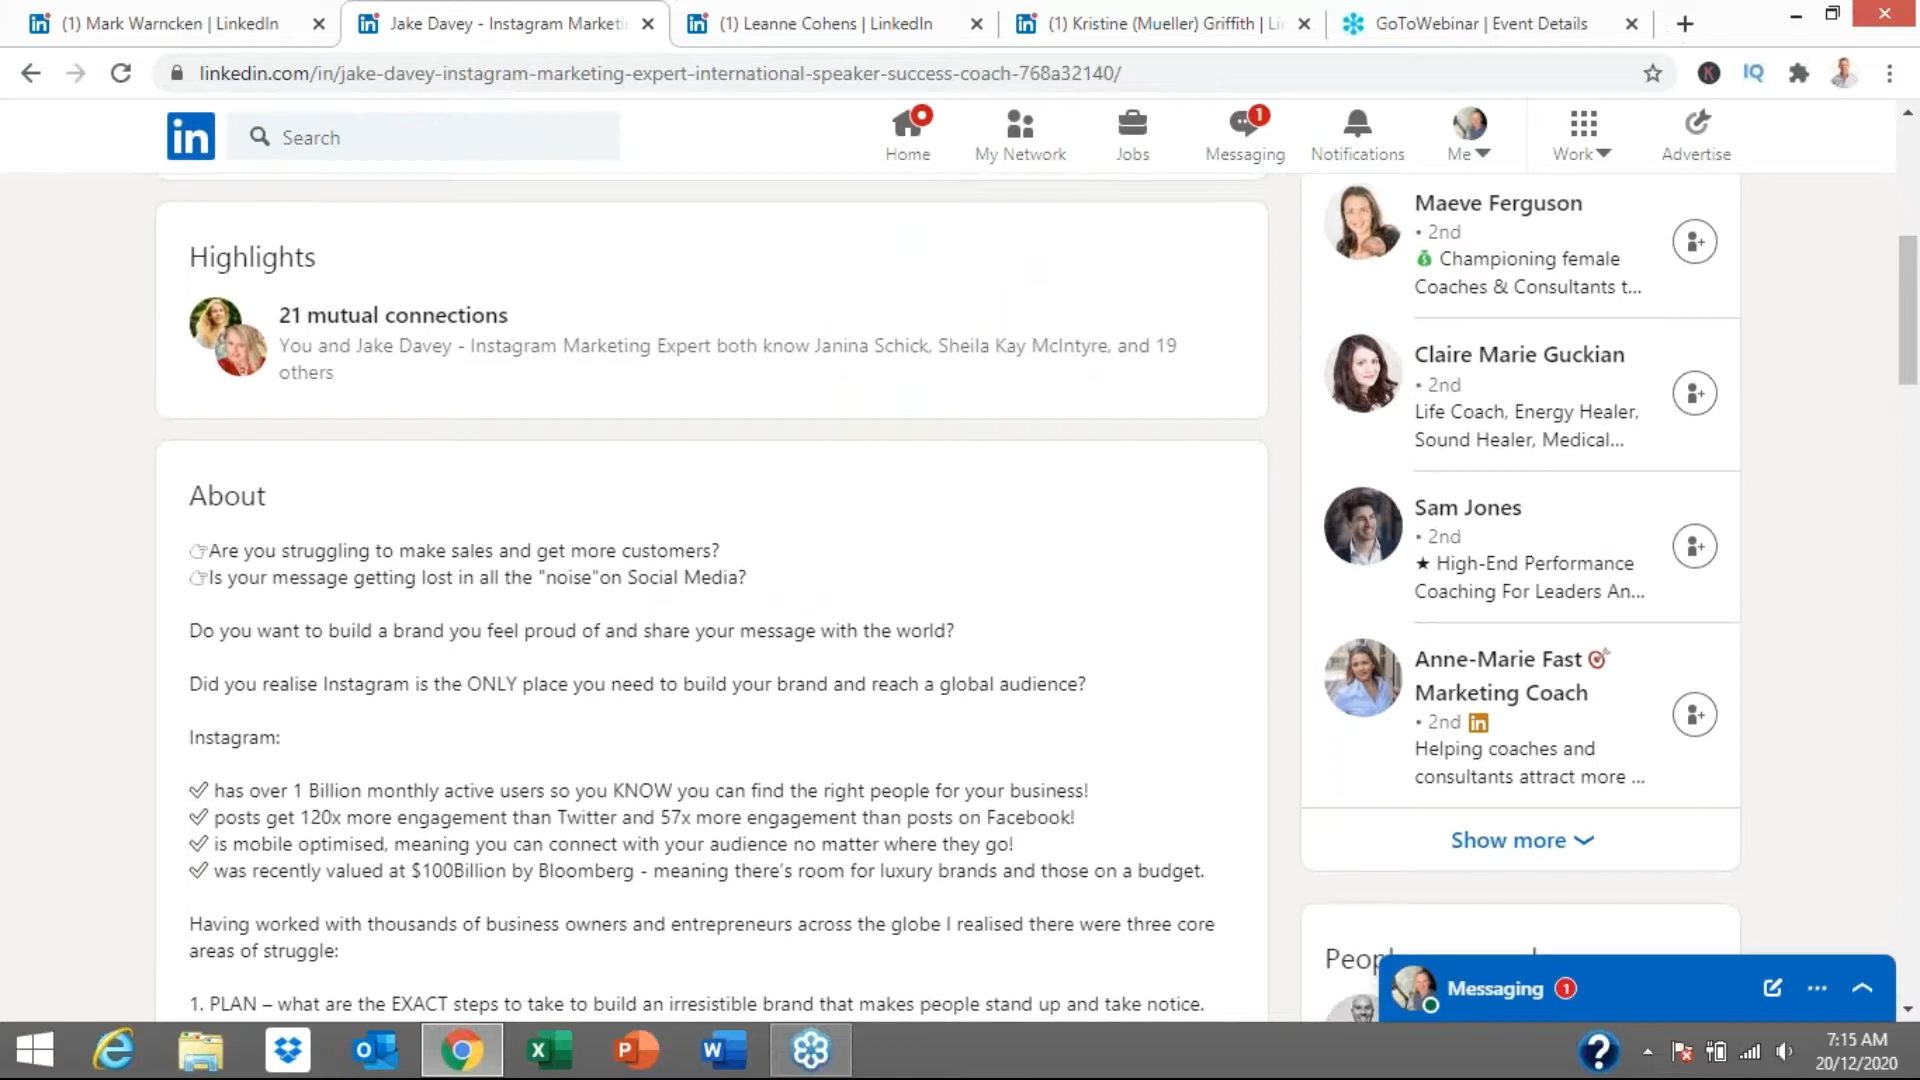 (1) Mark Warncken | LinkedIn
Jake Davey - Instagram Marketi
(1) Leanne Cohens | LinkedIn
(1) Kristine (Mueller) Griffith | Li
GoToWebinar | Event Details
linkedin.com/in/jake-davey-instagram-marketing-expert-international-speaker-success-coach-768a32140/
K
IQ
in
Search
Home
My Network
Jobs
1
Messaging
Notifications
Me
Work
Advertise
Highlights
21 mutual connections
You and Jake Davey - Instagram Marketing Expert both know Janina Schick, Sheila Kay McIntyre, and 19
others
About
Are you struggling to make sales and get more customers?
Is your message getting lost in all the "noise"on Social Media?
Do you want to build a brand you feel proud of and share your message with the world?
Did you realise Instagram is the ONLY place you need to build your brand and reach a global audience?
Instagram:
✓ has over 1 Billion monthly active users so you KNOW you can find the right people for your business!
✓ posts get 120x more engagement than Twitter and 57x more engagement than posts on Facebook!
✓ is mobile optimised, meaning you can connect with your audience no matter where they go!
✓ was recently valued at $100Billion by Bloomberg - meaning there's room for luxury brands and those on a budget.
Having worked with thousands of business owners and entrepreneurs across the globe I realised there were three core
areas of struggle:
1. PLAN – what are the EXACT steps to take to build an irresistible brand that makes people stand up and take notice.
Maeve Ferguson
• 2nd
Championing female
Coaches & Consultants t...
Claire Marie Guckian
• 2nd
Life Coach, Energy Healer,
Sound Healer, Medical...
Sam Jones
• 2nd
★ High-End Performance
Coaching For Leaders An...
Anne-Marie Fast
Marketing Coach
• 2nd in
Helping coaches and
consultants attract more ...
Show more
Messaging 1
7:15 AM
20/12/2020